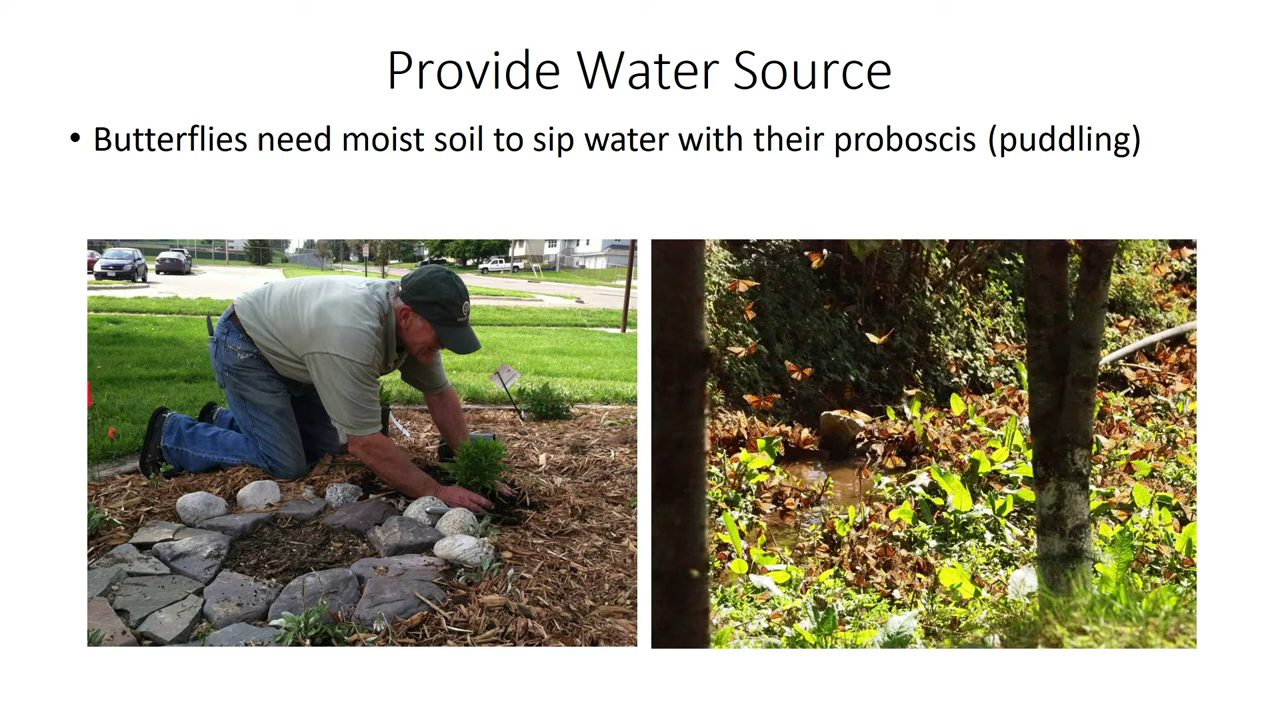 Provide Water Source
• Butterflies need moist soil to sip water with their proboscis (puddling)